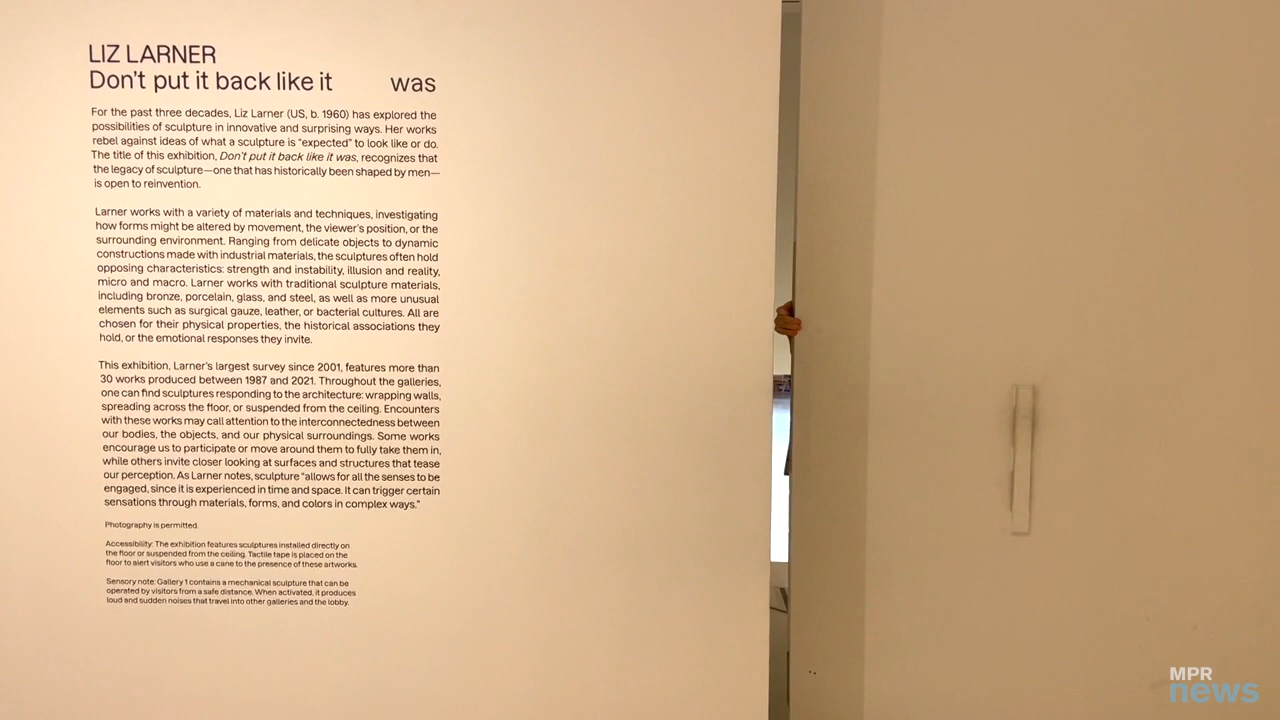 LIZ LARNER
Don't put it back like it was
For the past three decades, Liz Larner (US, b. 1960) has explored the
possibilities of sculpture in innovative and surprising ways. Her works
rebel against ideas of what a sculpture is "expected" to look like or do.
The title of this exhibition, Don't put it back like it was, recognizes that
the legacy of sculpture—one that has historically been shaped by men—
is open to reinvention.
Larner works with a variety of materials and techniques, investigating
how forms might be altered by movement, the viewer's position, or the
surrounding environment. Ranging from delicate objects to dynamic
constructions made with industrial materials, the sculptures often hold
opposing characteristics: strength and instability, illusion and reality,
micro and macro. Larner works with traditional sculpture materials,
including bronze, porcelain, glass, and steel, as well as more unusual
elements such as surgical gauze, leather, or bacterial cultures. All are
chosen for their physical properties, the historical associations they
hold, or the emotional responses they invite.
This exhibition, Larner's largest survey since 2001, features more than
30 works produced between 1987 and 2021. Throughout the galleries,
one can find sculptures responding to the architecture: wrapping walls,
spreading across the floor, or suspended from the ceiling. Encounters
with these works may call attention to the interconnectedness between
our bodies, the objects, and our physical surroundings. Some works
encourage us to participate or move around them to fully take them in,
while others invite closer looking at surfaces and structures that tease
our perception. As Larner notes, sculpture "allows for all the senses to be
engaged, since it is experienced in time and space. It can trigger certain
sensations through materials, forms, and colors in complex ways."
Photography is permitted.
Accessibility: The exhibition features sculptures installed directly on
the floor or suspended from the ceiling. Tactile tape is placed on the
floor to alert visitors who use a cane to the presence of these artworks.
Sensory note: Gallery 1 contains a mechanical sculpture that can be
operated by visitors from a safe distance. When activated, it produces
loud and sudden noises that travel into other galleries and the lobby.
MPR
news